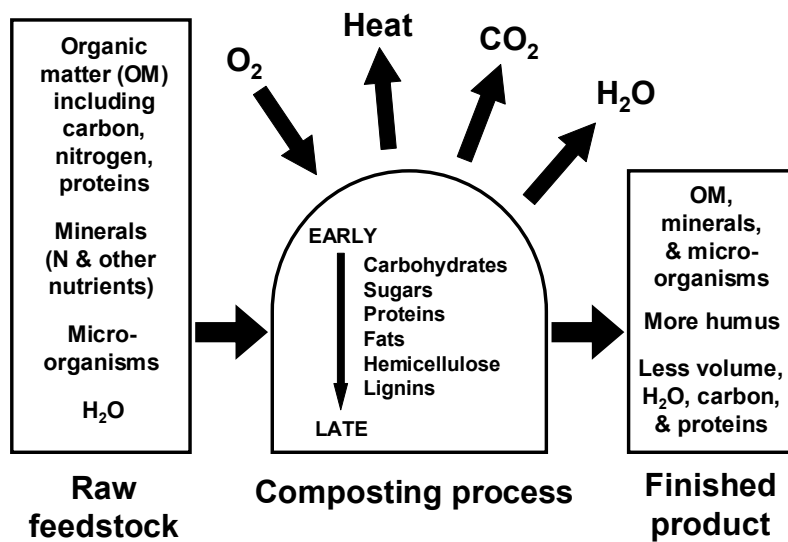 Organic
matter (OM)
including
carbon,
nitrogen,
proteins
Minerals
(N & other
nutrients)
Micro-
organisms
H₂O
Raw
feedstock
O₂
Heat
CO₂
H₂O
EARLY
Carbohydrates
Sugars
Proteins
Fats
Hemicellulose
Lignins
LATE
Composting process
OM,
minerals,
& micro-
organisms
More humus
Less volume,
H₂O, carbon,
& proteins
Finished
product